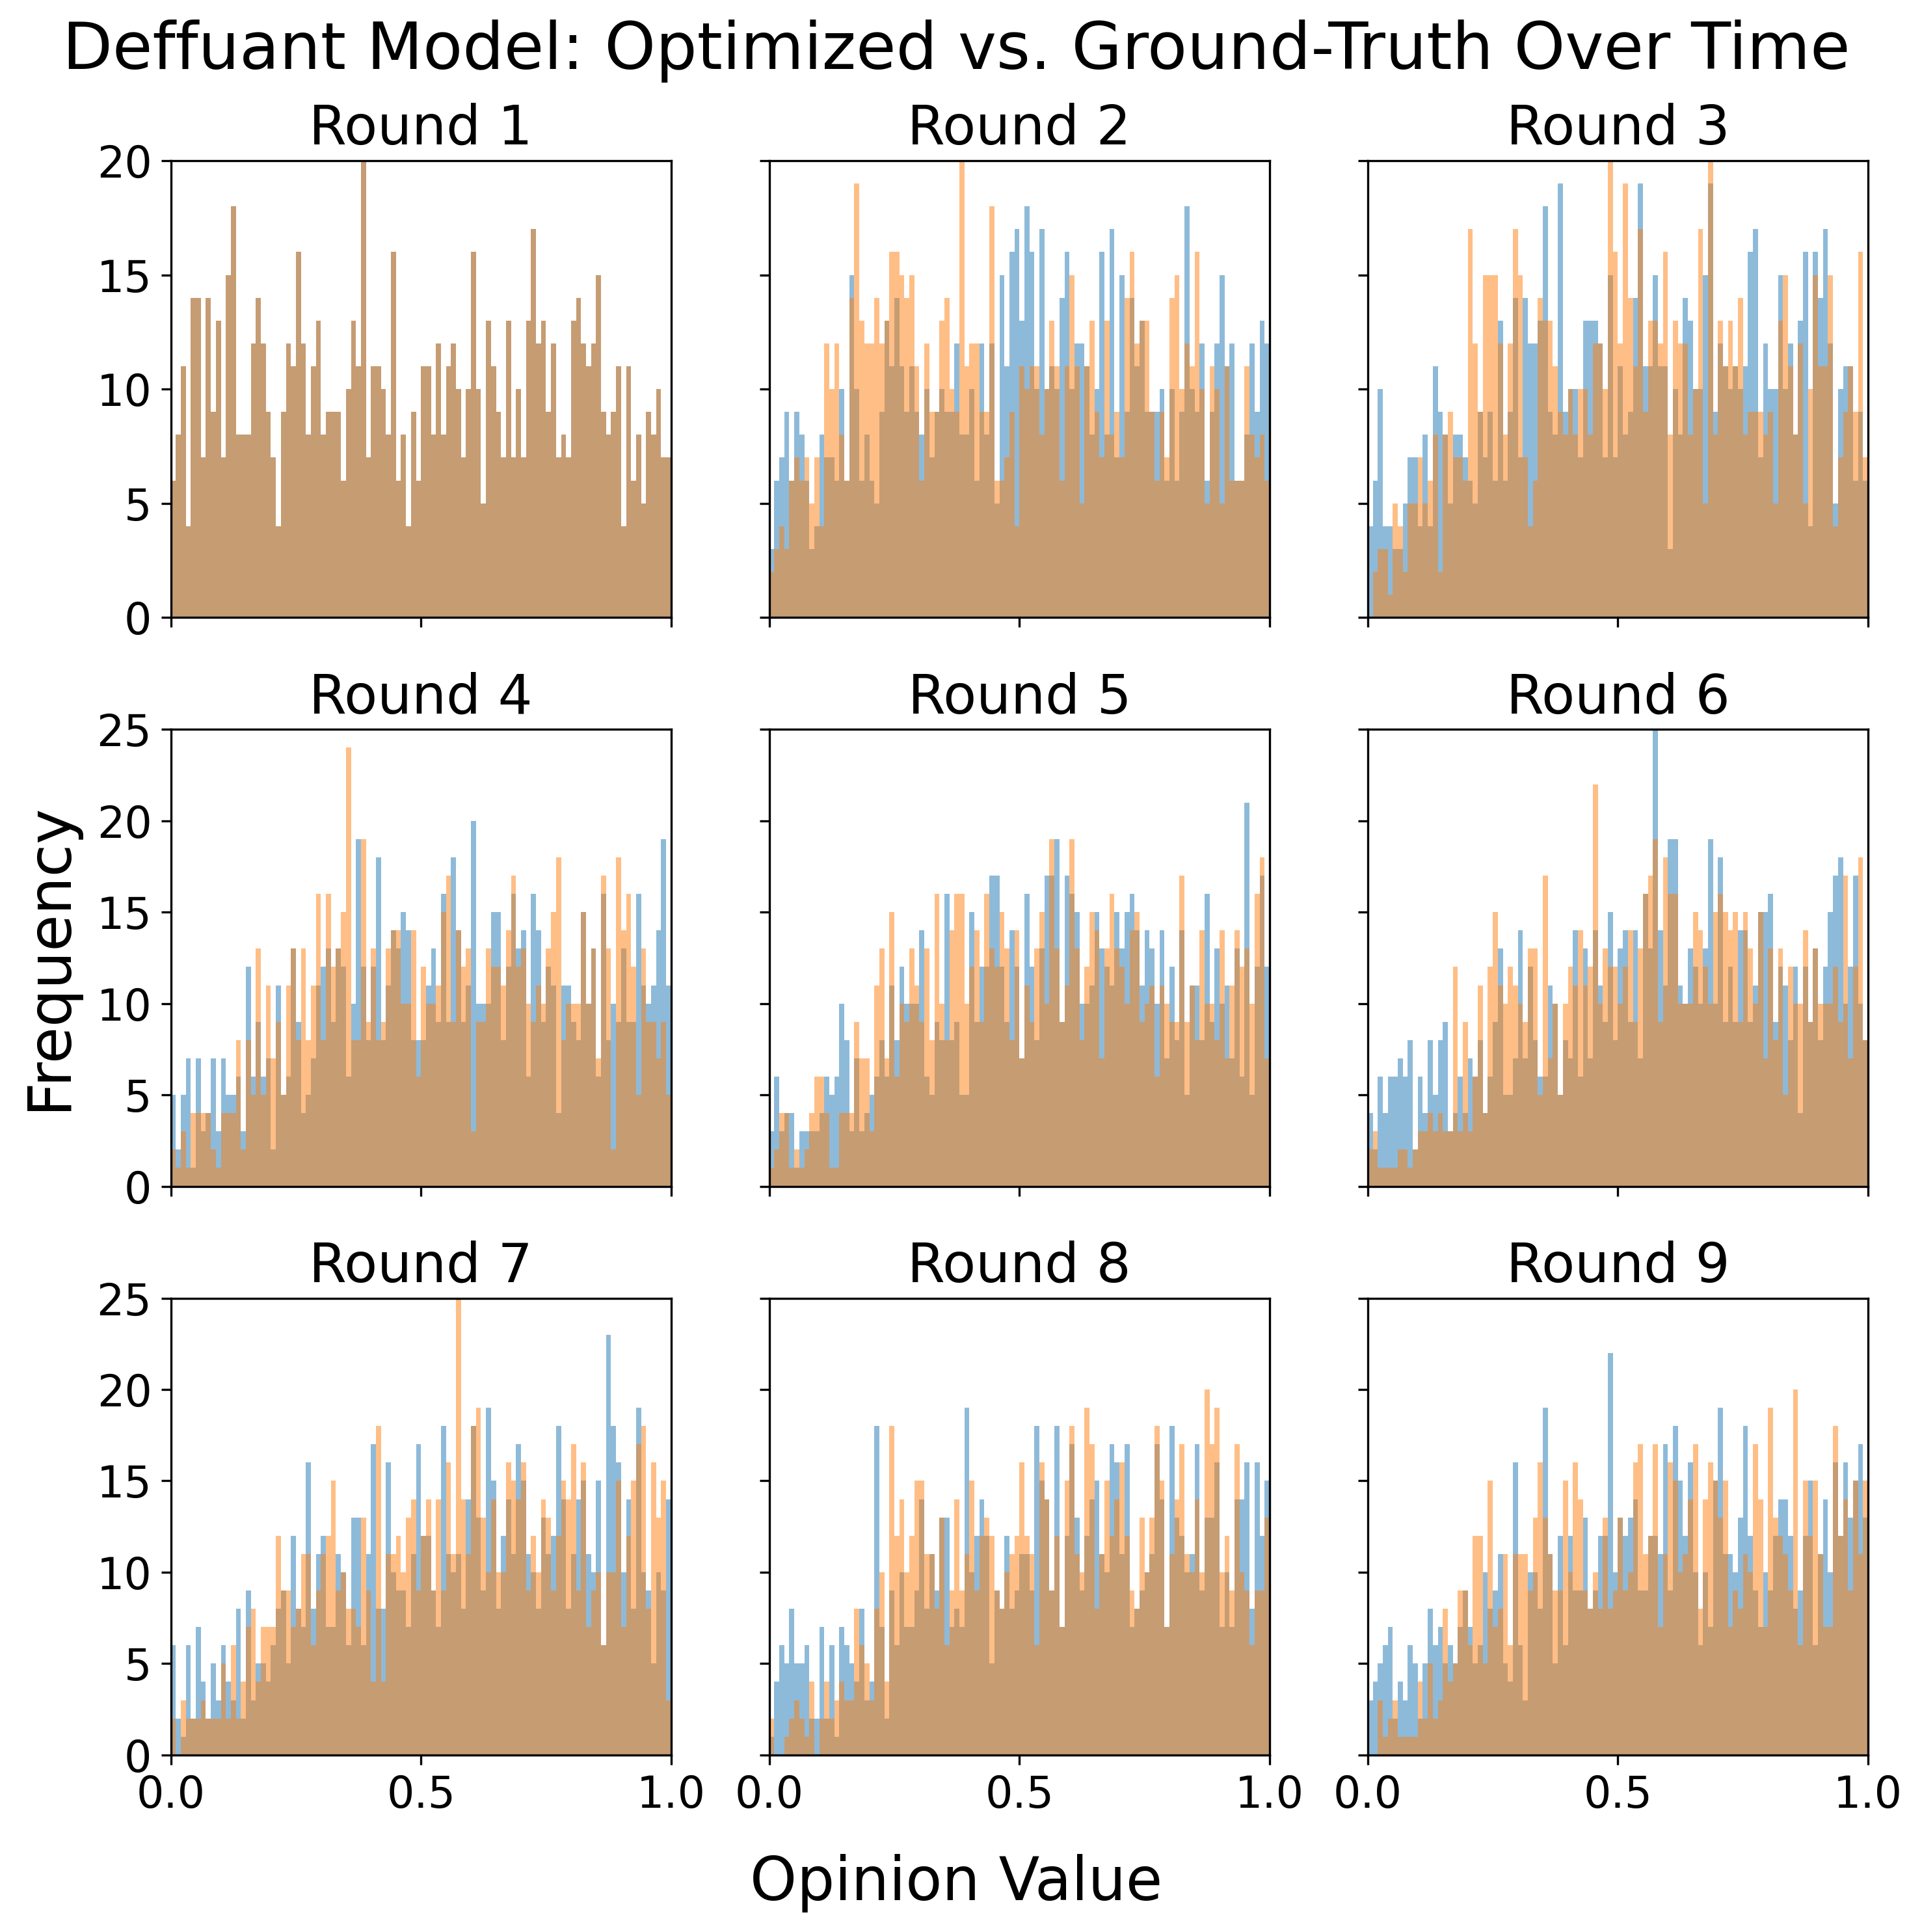 Deffuant Model: Optimized vs. Ground-Truth Over Time
Round 1
Round 2
Round 3
20
15
10
5
0
Round 4
Round 5
Round 6
25
20
15
10
5
0
Frequency
Round 7
Round 8
Round 9
25
20
15
10
5
0
0.0 0.5 1.0
0.0 0.5 1.0
0.0 0.5 1.0
Opinion Value